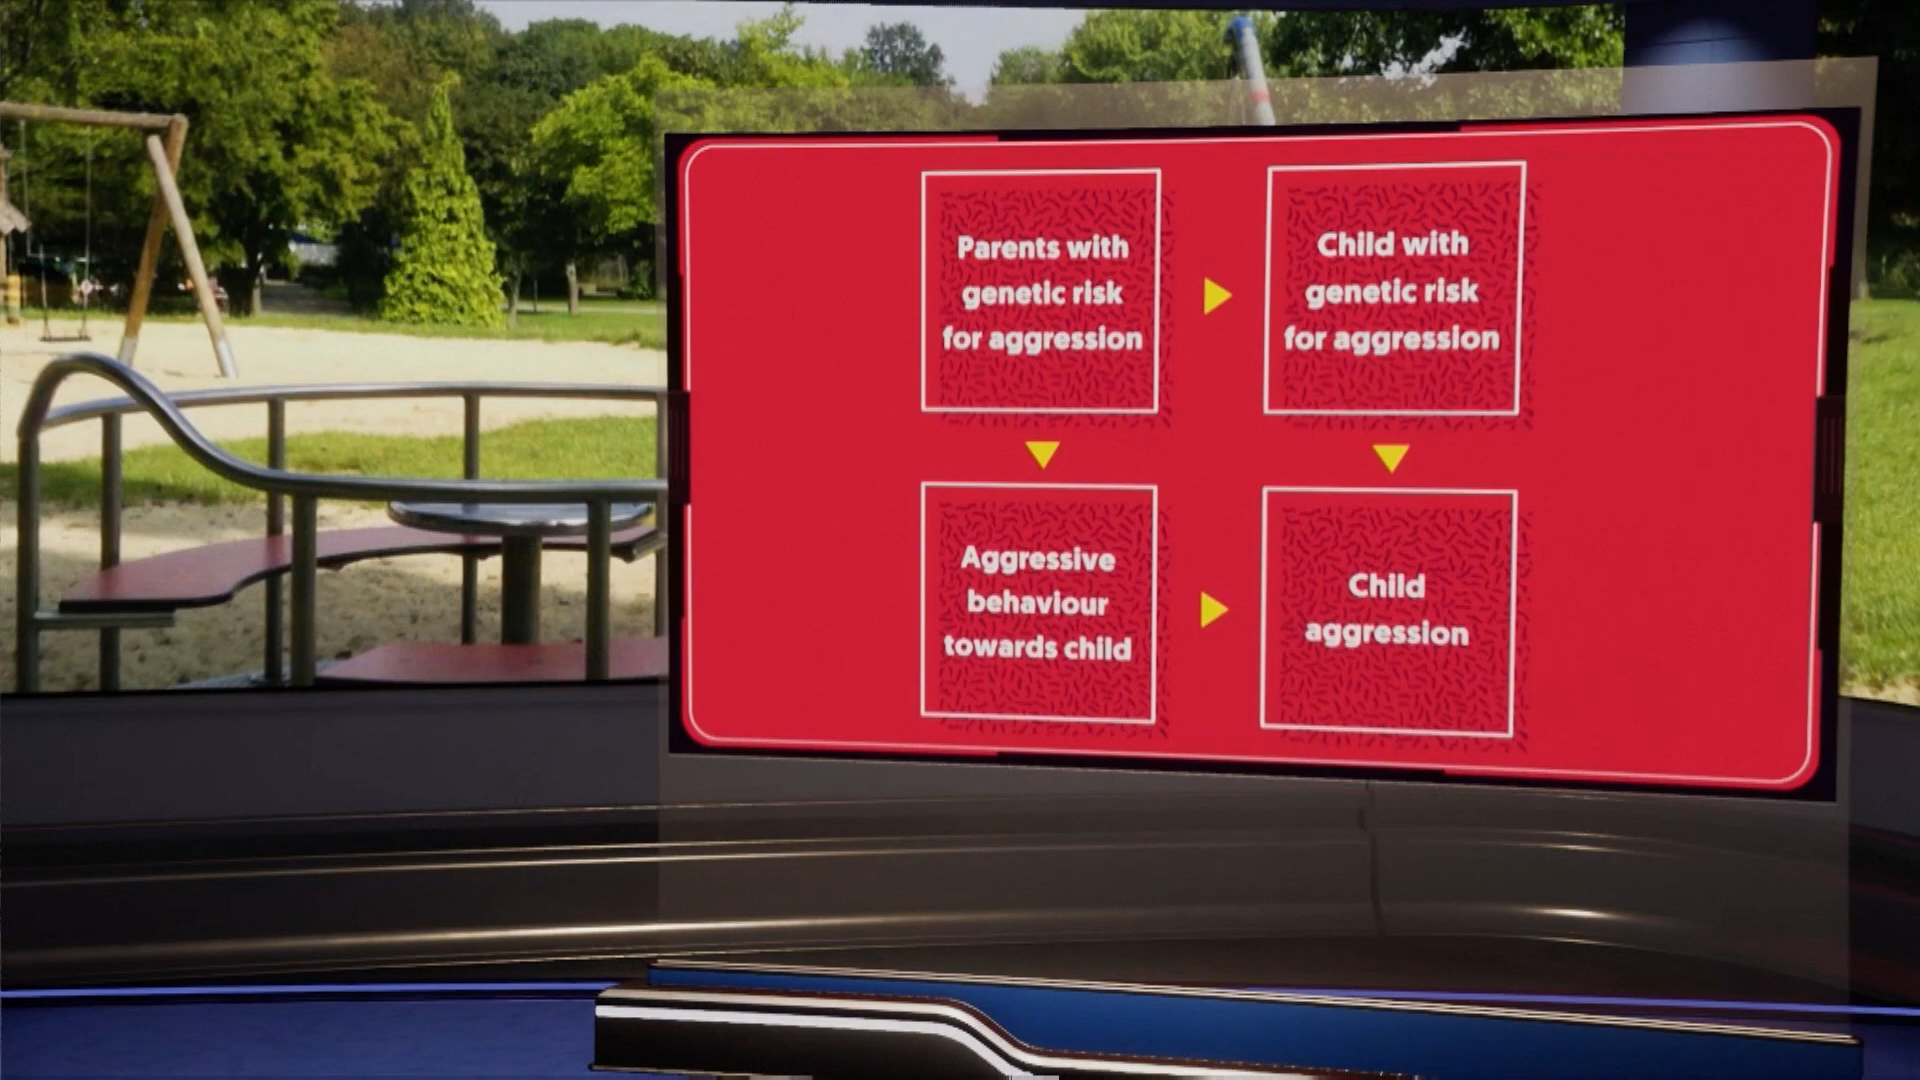 Parents with
genetic risk
for aggression
Child with
genetic risk
for aggression
Aggressive
behaviour
towards child
Child
aggression